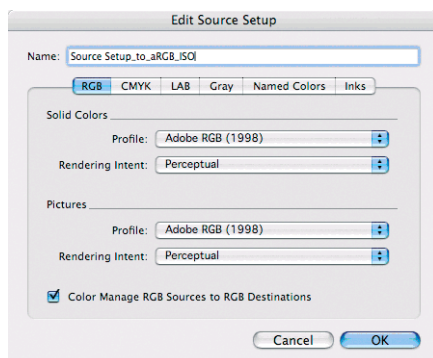 Edit Source Setup
Name: Source Setup_to_aRGB_ISO
RGB CMYK LAB Gray Named Colors Inks
Solid Colors
Profile: Adobe RGB (1998)
Rendering Intent: Perceptual
Pictures
Profile: Adobe RGB (1998)
Rendering Intent: Perceptual
Color Manage RGB Sources to RGB Destinations
Cancel OK